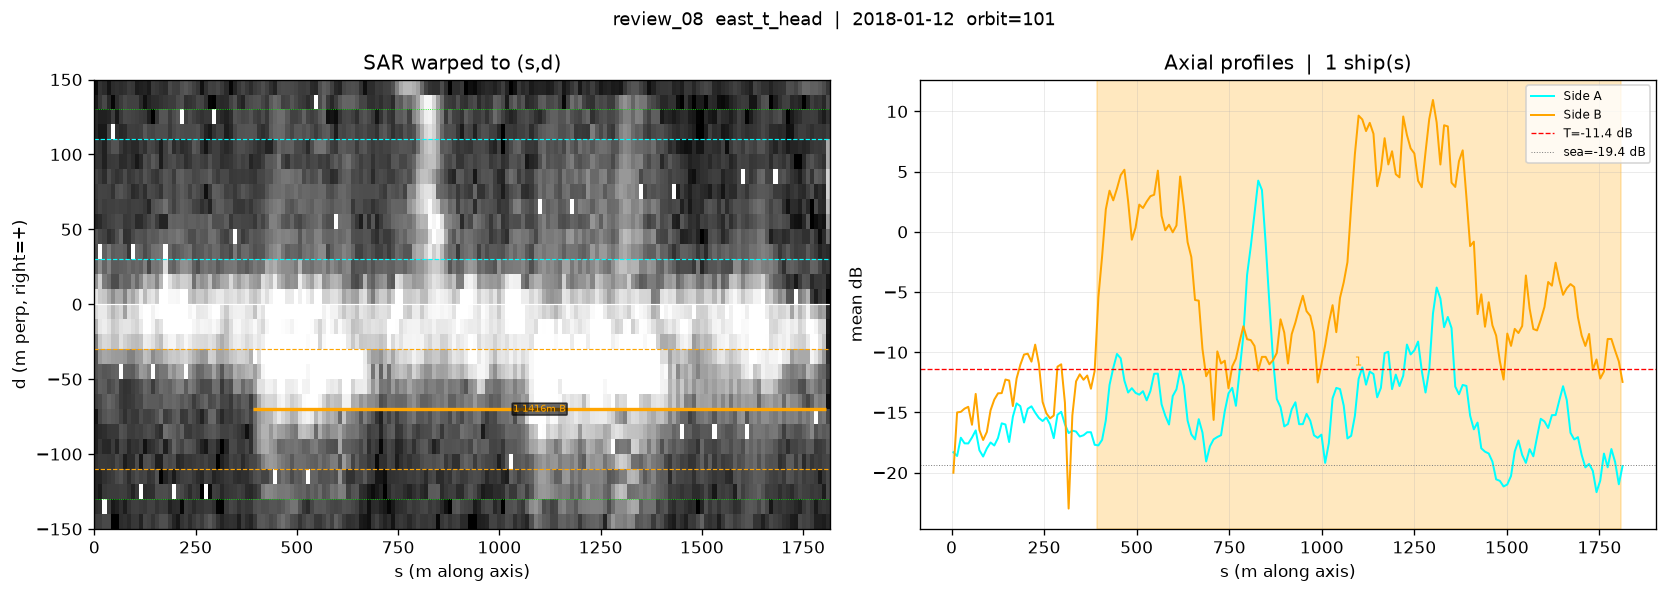 review_08  east_t_head  |  2018-01-12  orbit=101
SAR warped to (s,d)
150
100
50
0
−50
−100
−150
d (m perp, right=+)
1 1416m B
0
250
500
750
1000
1250
1500
1750
s (m along axis)
Axial profiles  |  1 ship(s)
10
5
0
−5
−10
−15
−20
mean dB
1
Side A
Side B
T=-11.4 dB
sea=-19.4 dB
0
250
500
750
1000
1250
1500
1750
s (m along axis)